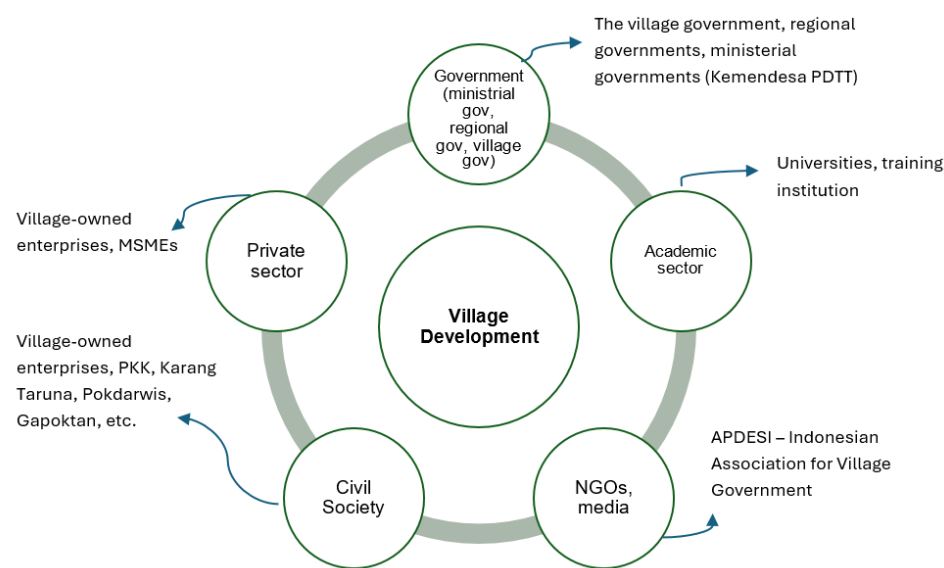 The village government, regional
governments, ministerial
governments (Kemendesa PDTT)
Government
(ministrial
gov,
regional
gov, village
gov)
Universities, training
institution
Academic
sector
Village-owned
enterprises, MSMEs
Private
sector
Village
Development
Village-owned
enterprises, PKK, Karang
Taruna, Pokdarwis,
Gapoktan, etc.
Civil
Society
NGOs,
media
APDESI – Indonesian
Association for Village
Government